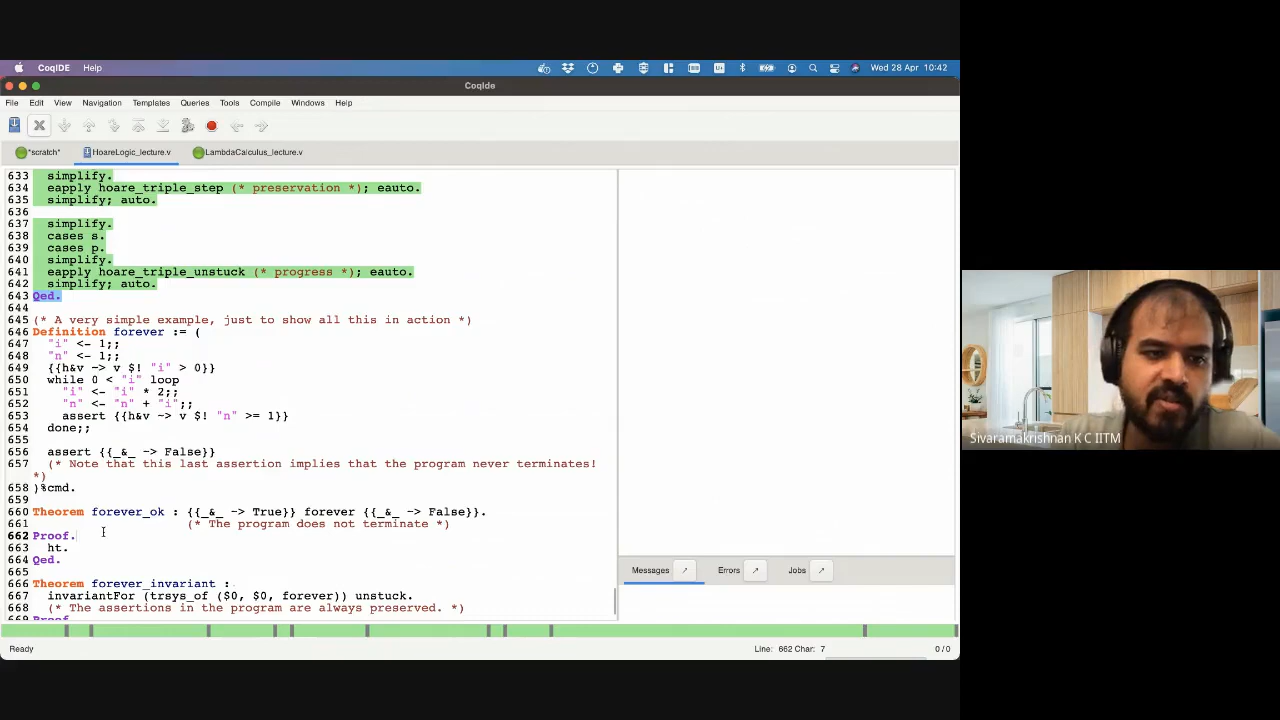 CoqIDE Help Wed 28 Apr 10:42
CoqIde
File Edit View Navigation Templates Queries Tools Compile Windows Help
*scratch* HoareLogic_lecture.v LambdaCalculus_lecture.v
633 simplify.
634 eapply hoare_triple_step (* preservation *); eauto.
635 simplify; auto.
636
637 simplify.
638 cases s.
639 cases p.
640 simplify.
641 eapply hoare_triple_unstuck (* progress *); eauto.
642 simplify; auto.
643 Qed.
644
645 (* A very simple example, just to show all this in action *)
646 Definition forever := (
647 "i" <- 1;;
648 "n" <- 1;;
649 {{h&v -> v $! "i" > 0}}
650 while 0 < "i" loop
651 "i" <- "i" * 2;;
652 "n" <- "n" + "i";;
653 assert {{h&v -> v $! "n" >= 1}}
654 done;;
655
656 assert {{_&_ -> False}}
657 (* Note that this last assertion implies that the program never terminates!
*)
658 )%cmd.
659
660 Theorem forever_ok : {{_&_ -> True}} forever {{_&_ -> False}}.
661 (* The program does not terminate *)
662 Proof.
663 ht.
664 Qed.
665
666 Theorem forever_invariant :
667 invariantFor (trsys_of ($0, $0, forever)) unstuck.
668 (* The assertions in the program are always preserved. *)
669 Proof
Messages Errors Jobs
Ready Line: 662 Char: 7 0 / 0
Sivaramakrishnan K C IITM